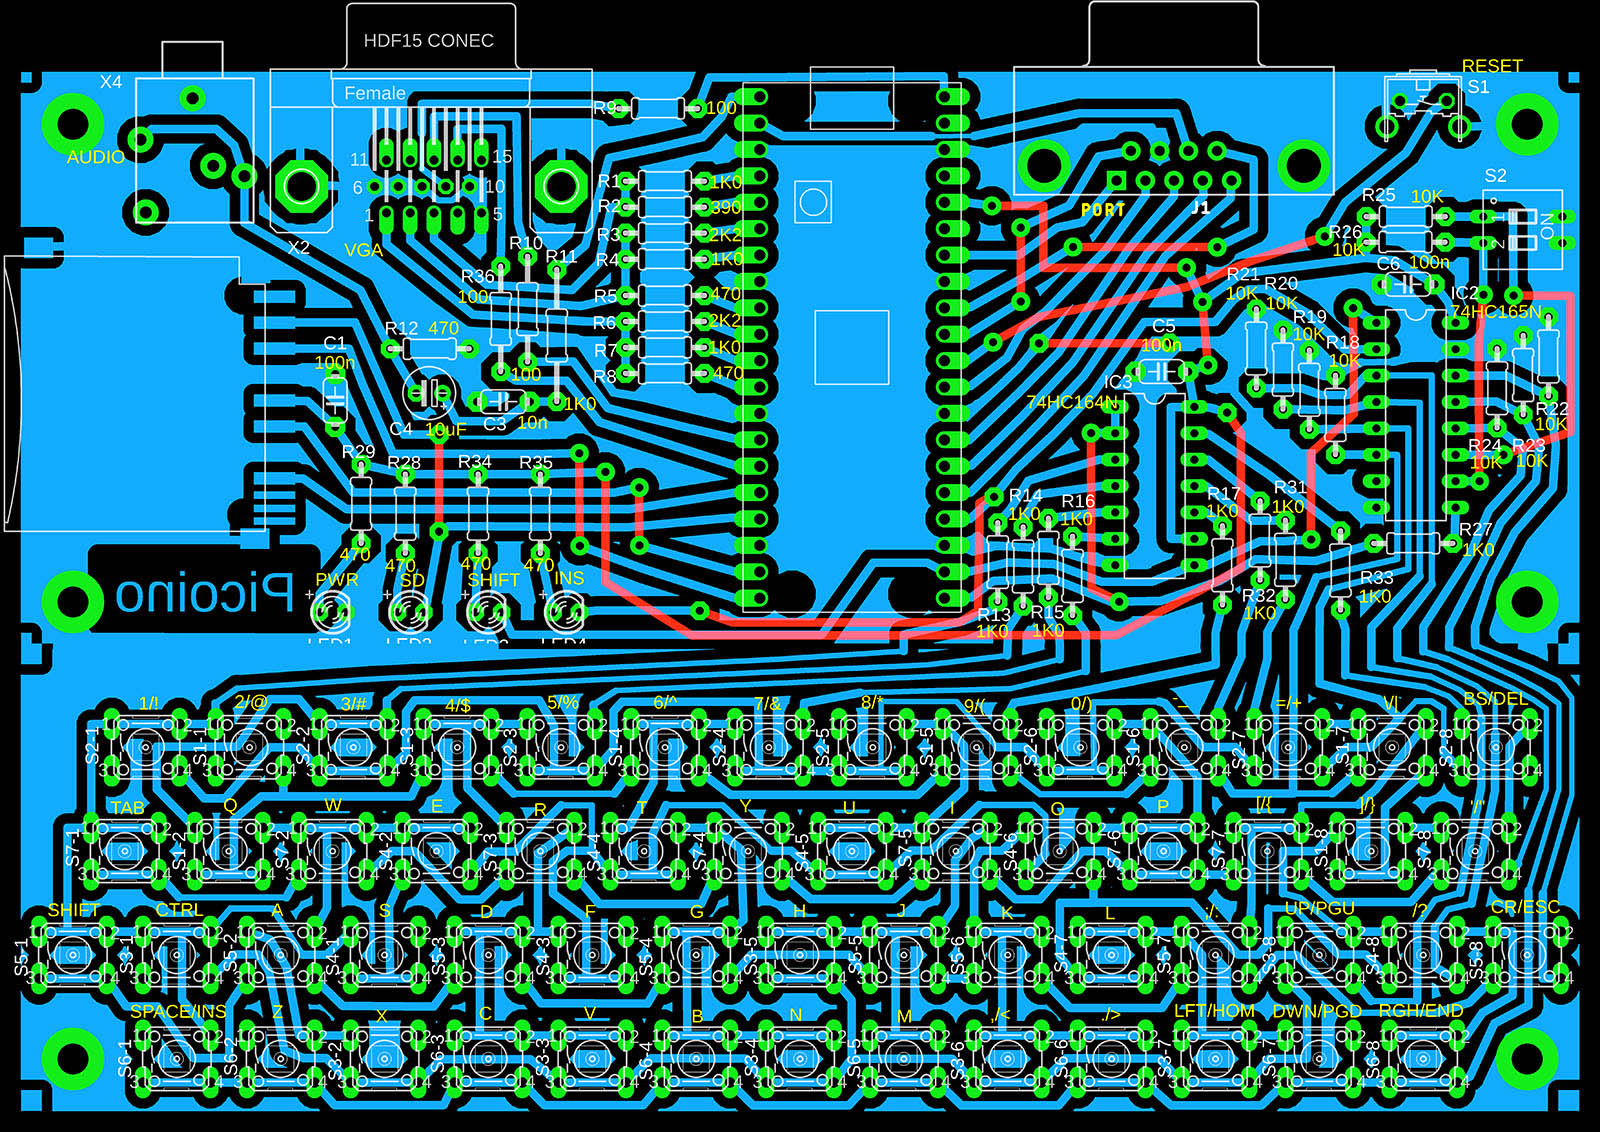 HDF15 CONEC
RESET
X4
Female
S1
R9
100
AUDIO
11
15
6
10
1
5
R1
1K0
R2
390
R3
2K2
R4
1K0
R5
470
R6
2K2
R7
1K0
R8
470
X2
VGA
PORT
J1
S2
1
2
ON
R25
10K
R26
10K
C6
100n
IC2
74HC165N
R10
R11
R36
100
100
1K0
R12
470
C1
100n
C4
10uF
C3
10n
R21
10K
R20
10K
R19
10K
R18
10K
C5
100n
IC3
74HC164N
R22
10K
R24
10K
R23
10K
R29
R28
R34
R35
470
470
470
470
R14
1K0
R16
1K0
R17
1K0
R31
1K0
R27
1K0
R33
1K0
R32
1K0
R13
1K0
R15
1K0
Picoino
PWR
SD
SHIFT
INS
1/!
2/@
3/#
4/$
5/%
6/^
7/&
8/*
9/(
0/)
=/+
BS/DEL
S2-1
S1-1
S2-2
S1-3
S2-3
S1-4
S2-4
S2-5
S1-5
S2-6
S1-6
S2-7
S1-7
S2-8
TAB
Q
W
E
R
T
Y
U
I
O
P
[/{
]/}
'/"
S7-1
S1-2
S7-2
S4-2
S7-3
S4-4
S7-4
S4-5
S7-5
S4-6
S7-6
S7-7
S1-8
S7-8
SHIFT
CTRL
A
S
D
F
G
H
J
K
L
;/:
UP/PGU
/?
CR/ESC
S5-1
S3-1
S5-2
S4-1
S5-3
S4-3
S5-4
S3-5
S5-5
S5-6
S4-7
S5-7
S3-8
S4-8
S5-8
SPACE/INS
Z
X
C
V
B
N
M
,/<
./>
LFT/HOM
DWN/PGD
RGH/END
S6-1
S6-2
S3-2
S6-3
S3-3
S6-4
S3-4
S6-5
S3-6
S6-6
S3-7
S6-7
S6-8